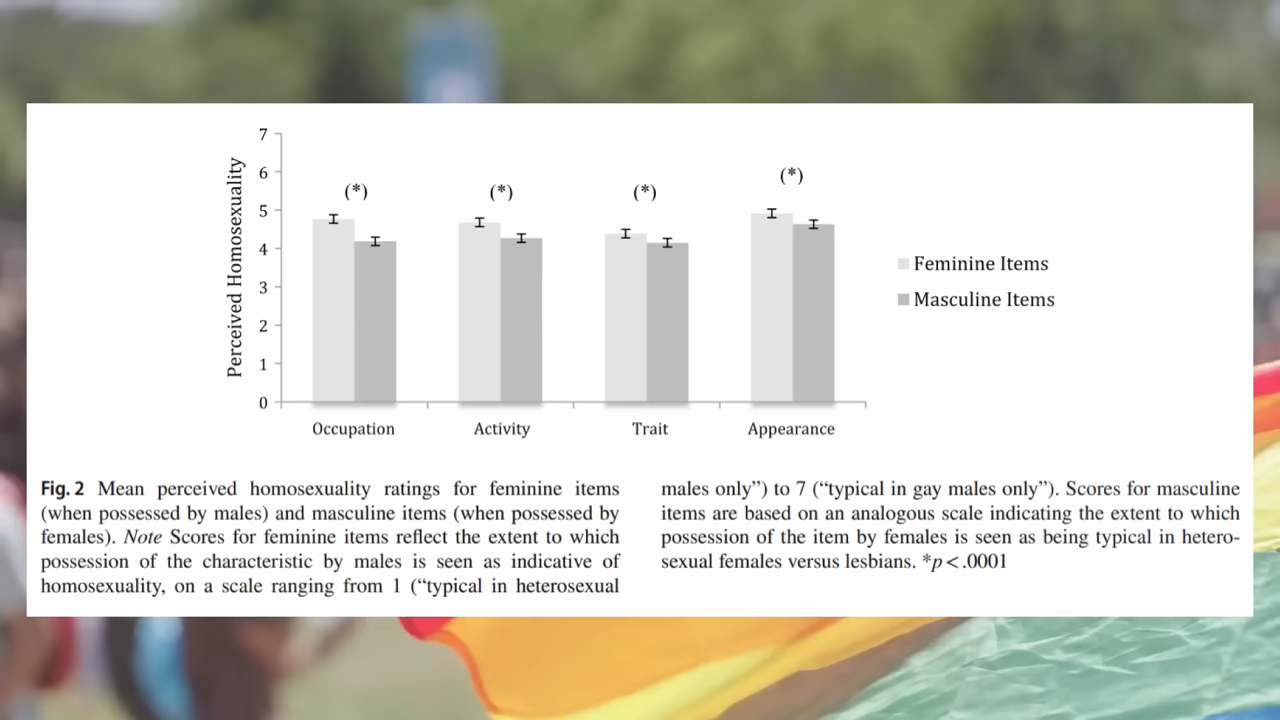 7
6
5
4
3
2
1
0
Perceived Homosexuality
(*)
(*)
(*)
(*)
Occupation
Activity
Trait
Appearance
Feminine Items
Masculine Items
Fig. 2 Mean perceived homosexuality ratings for feminine items
(when possessed by males) and masculine items (when possessed by
females). Note Scores for feminine items reflect the extent to which
possession of the characteristic by males is seen as indicative of
homosexuality, on a scale ranging from 1 (“typical in heterosexual
males only”) to 7 (“typical in gay males only”). Scores for masculine
items are based on an analogous scale indicating the extent to which
possession of the item by females is seen as being typical in hetero-
sexual females versus lesbians. *p < .0001